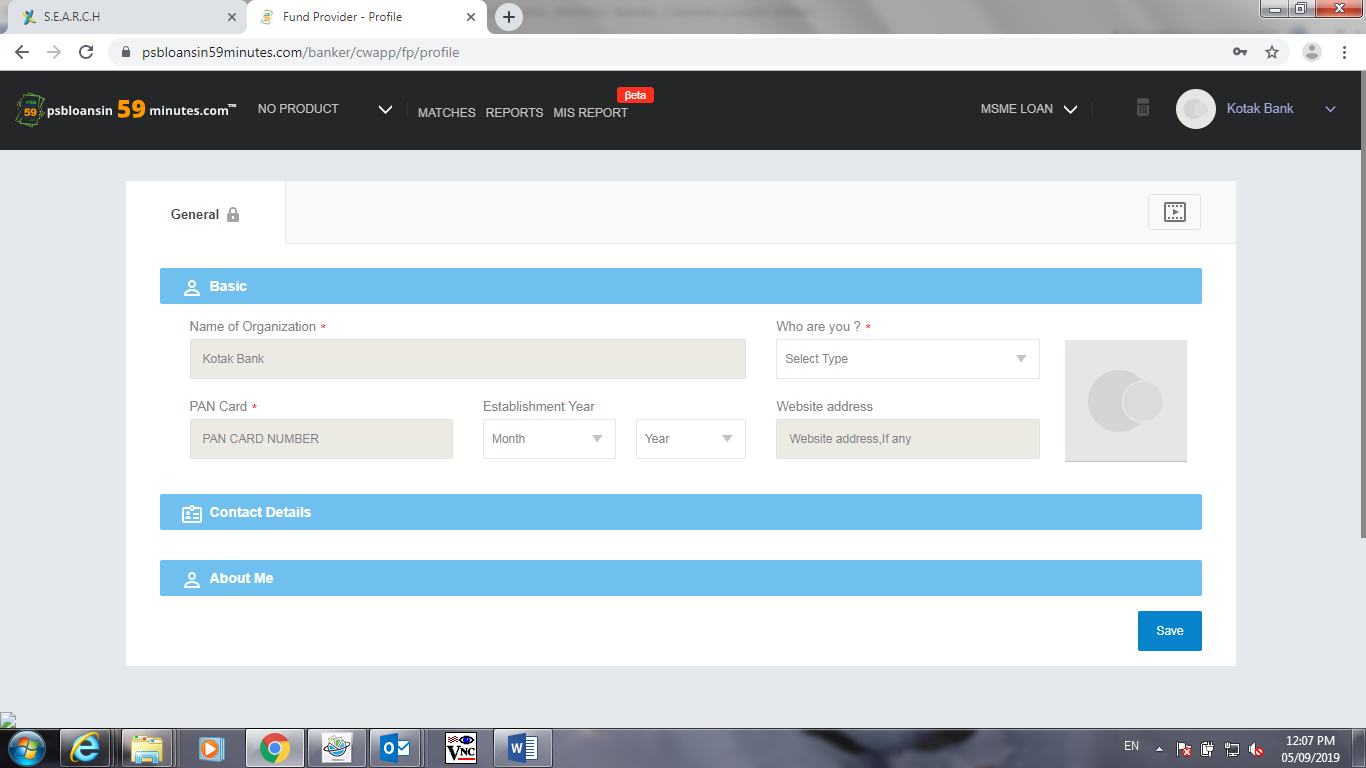 S.E.A.R.C.H
Fund Provider - Profile
psbloansin59minutes.com/banker/cwapp/fp/profile
psbloansin 59 minutes.com™
NO PRODUCT
MATCHES
REPORTS
MIS REPORT
βeta
MSME LOAN
Kotak Bank
General
Basic
Name of Organization *
Who are you ? *
Kotak Bank
Select Type
PAN Card *
Establishment Year
Website address
PAN CARD NUMBER
Month
Year
Website address,If any
Contact Details
About Me
Save
EN
12:07 PM
05/09/2019